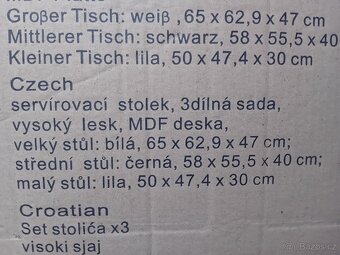 Großer Tisch: weiß , 65 x 62,9 x 47 cm
Mittlerer Tisch: schwarz, 58 x 55,5 x 40
Kleiner Tisch: lila, 50 x 47,4 x 30 cm
Czech
servírovací stolek, 3dílná sada,
vysoký lesk, MDF deska,
velký stůl: bílá, 65 x 62,9 x 47 cm;
střední stůl: černá, 58 x 55,5 x 40 cm;
malý stůl: lila, 50 x 47,4 x 30 cm
Croatian
Set stolića x3
visoki sjaj